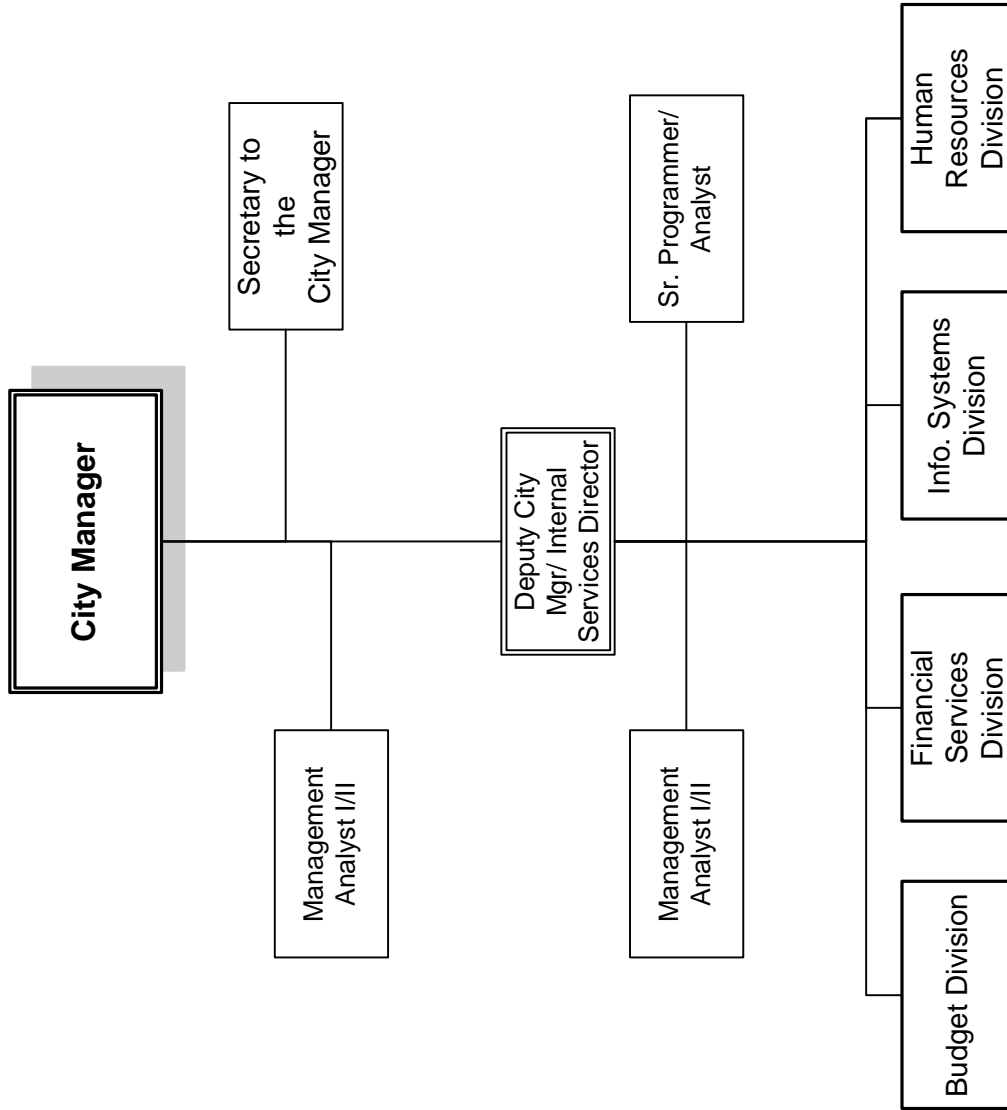 City Manager
Secretary to
the
City Manager
Management
Analyst I/II
Deputy City
Mgr/ Internal
Services Director
Sr. Programmer/
Analyst
Management
Analyst I/II
Budget Division
Financial
Services
Division
Info. Systems
Division
Human
Resources
Division